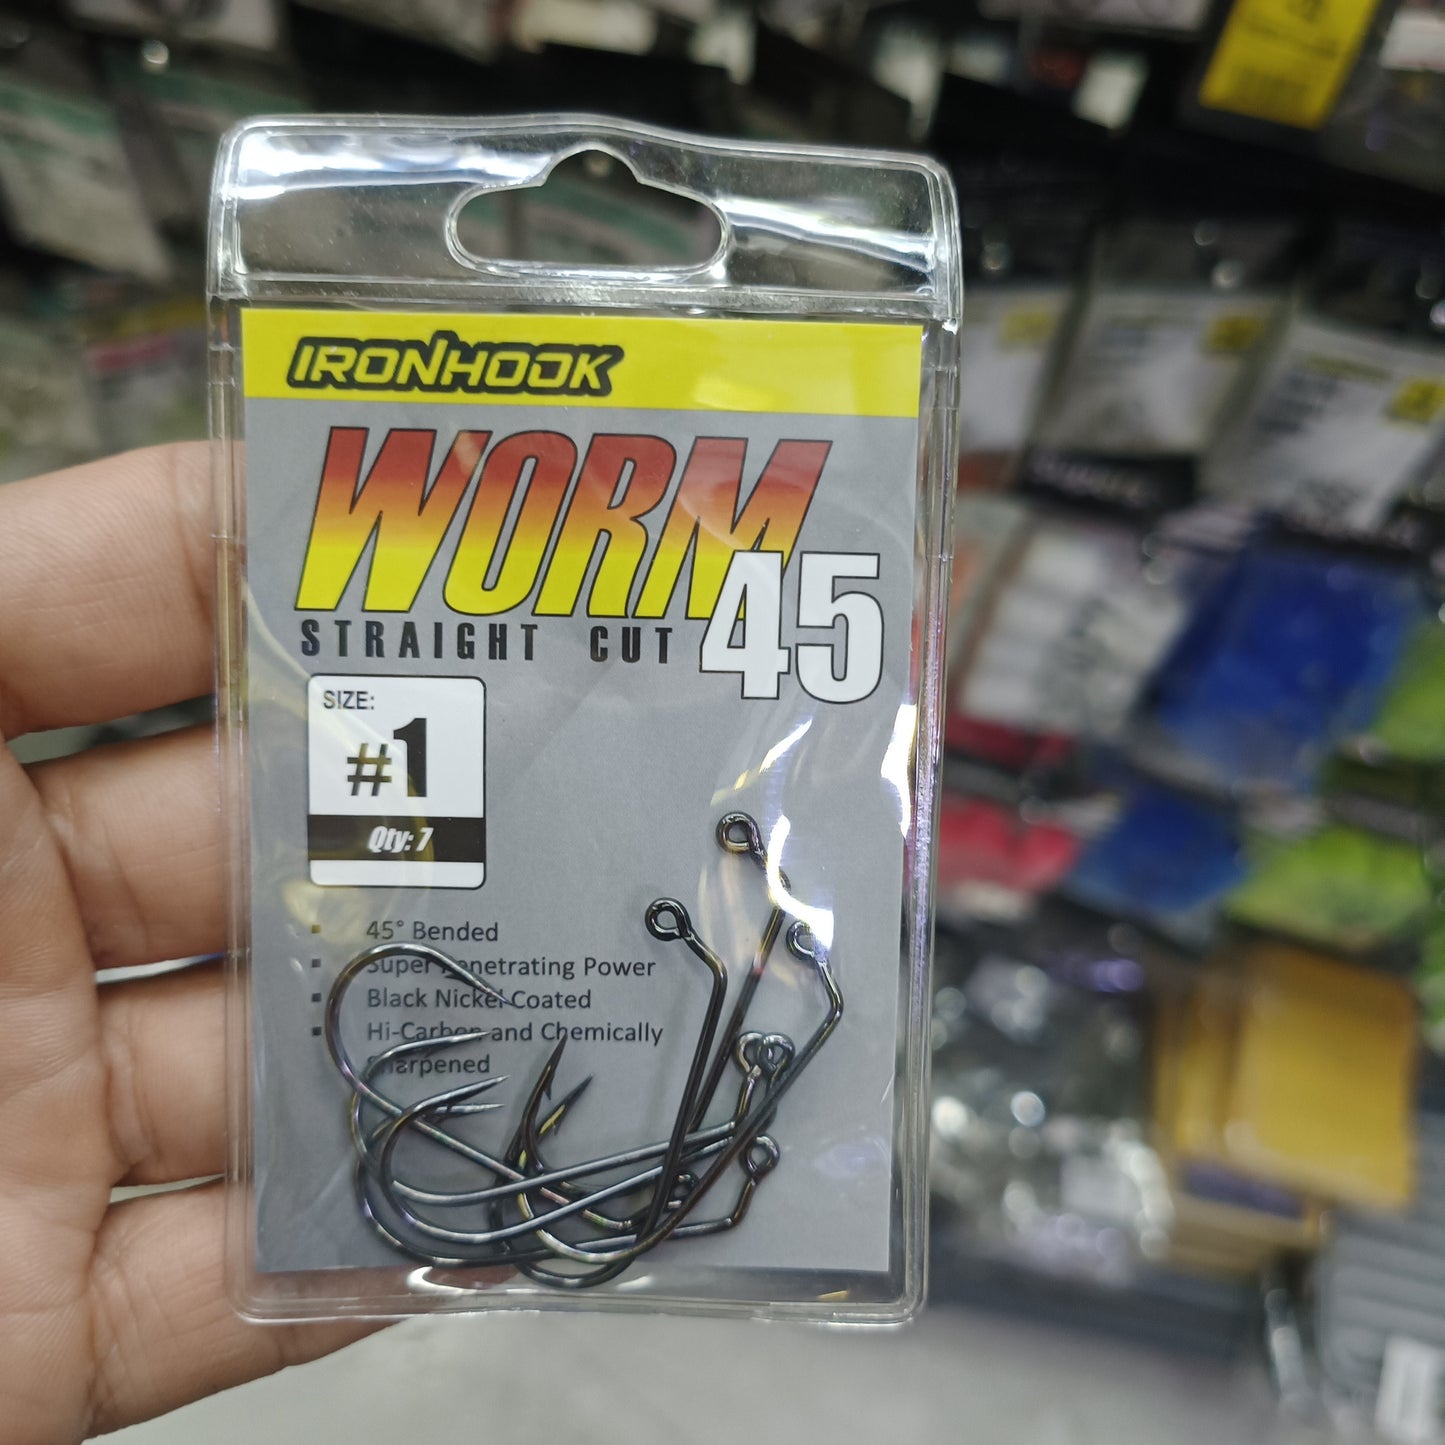 IRONHOOK
WORM
45
STRAIGHT CUT
SIZE:
#1
Qty: 7
45° Bended
Super Penetrating Power
Black Nickel Coated
Hi-Carbon and Chemically
Sharpened